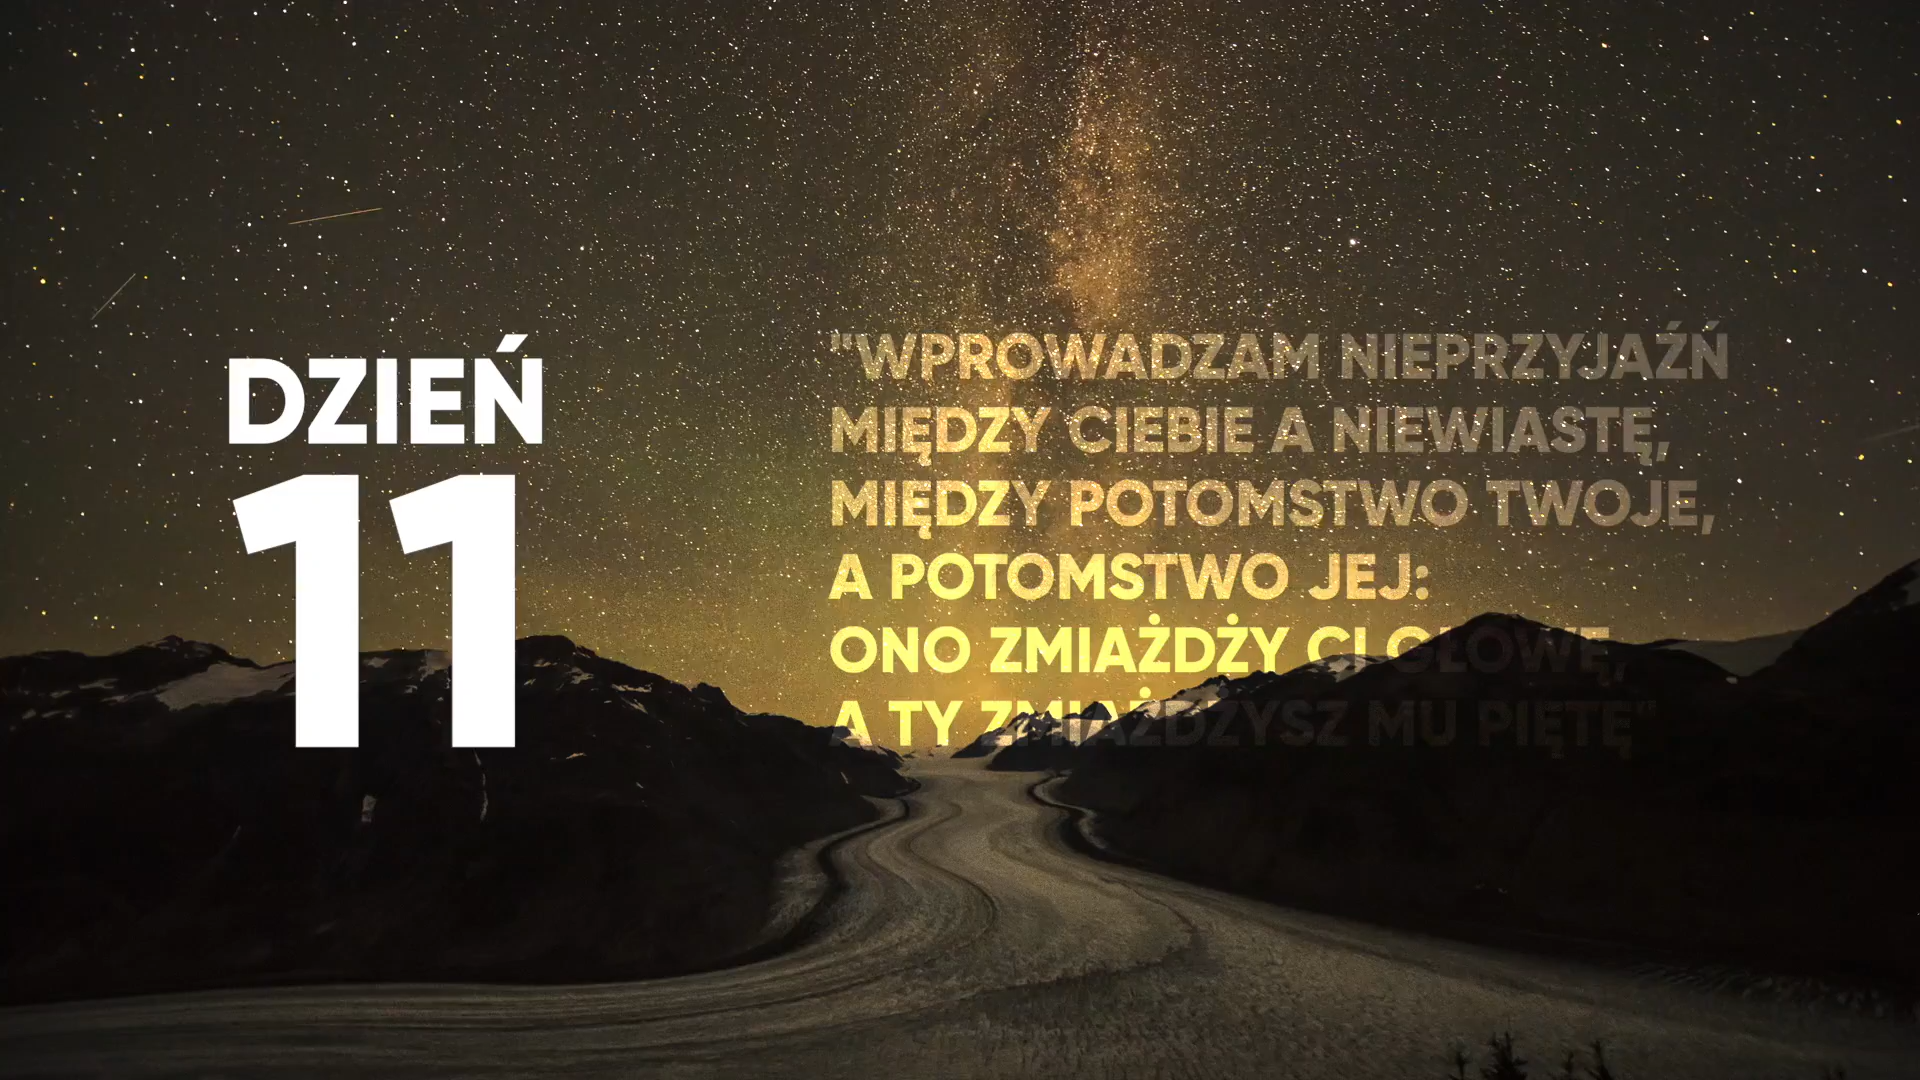 DZIEŃ
11
"WPROWADZAM NIEPRZYJAŹŃ
MIĘDZY CIEBIE A NIEWIASTĘ,
MIĘDZY POTOMSTWO TWOJE,
A POTOMSTWO JEJ:
ONO ZMIAŻDŻY CI GŁOWĘ,
A TY ZMIAŻDŻYSZ MU PIĘTĘ"